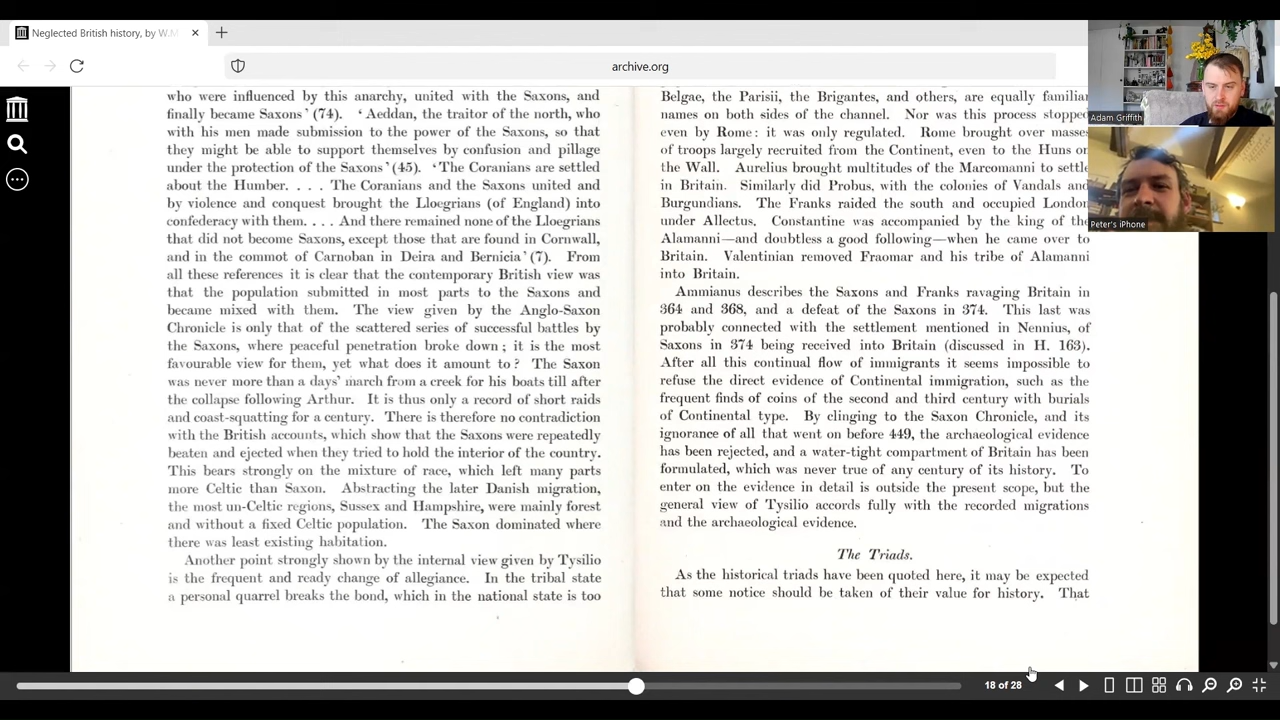 Neglected British history, by W.M
archive.org
who were influenced by this anarchy, united with the Saxons, and
finally became Saxons' (74). 'Aeddan, the traitor of the north, who
with his men made submission to the power of the Saxons, so that
they might be able to support themselves by confusion and pillage
under the protection of the Saxons' (45). 'The Coranians are settled
about the Humber. . . . The Coranians and the Saxons united and
by violence and conquest brought the Lloegrians (of England) into
confederacy with them. . . . And there remained none of the Lloegrians
that did not become Saxons, except those that are found in Cornwall,
and in the commot of Carnoban in Deira and Bernicia' (7). From
all these references it is clear that the contemporary British view was
that the population submitted in most parts to the Saxons and
became mixed with them. The view given by the Anglo-Saxon
Chronicle is only that of the scattered series of successful battles by
the Saxons, where peaceful penetration broke down; it is the most
favourable view for them, yet what does it amount to? The Saxon
was never more than a days' march from a creek for his boats till after
the collapse following Arthur. It is thus only a record of short raids
and coast-squatting for a century. There is therefore no contradiction
with the British accounts, which show that the Saxons were repeatedly
beaten and ejected when they tried to hold the interior of the country.
This bears strongly on the mixture of race, which left many parts
more Celtic than Saxon. Abstracting the later Danish migration,
the most un-Celtic regions, Sussex and Hampshire, were mainly forest
and without a fixed Celtic population. The Saxon dominated where
there was least existing habitation.
Another point strongly shown by the internal view given by Tysilio
is the frequent and ready change of allegiance. In the tribal state
a personal quarrel breaks the bond, which in the national state is too
Belgae, the Parisii, the Brigantes, and others, are equally familiar
names on both sides of the channel. Nor was this process stopped
even by Rome: it was only regulated. Rome brought over masses
of troops largely recruited from the Continent, even to the Huns on
the Wall. Aurelius brought multitudes of the Marcomanni to settle
in Britain. Similarly did Probus, with the colonies of Vandals and
Burgundians. The Franks raided the south and occupied London
under Allectus. Constantine was accompanied by the king of the
Alamanni—and doubtless a good following—when he came over to
Britain. Valentinian removed Fraomar and his tribe of Alamanni
into Britain.
Ammianus describes the Saxons and Franks ravaging Britain in
364 and 368, and a defeat of the Saxons in 374. This last was
probably connected with the settlement mentioned in Nennius, of
Saxons in 374 being received into Britain (discussed in H. 163).
After all this continual flow of immigrants it seems impossible to
refuse the direct evidence of Continental immigration, such as the
frequent finds of coins of the second and third century with burials
of Continental type. By clinging to the Saxon Chronicle, and its
ignorance of all that went on before 449, the archaeological evidence
has been rejected, and a water-tight compartment of Britain has been
formulated, which was never true of any century of its history. To
enter on the evidence in detail is outside the present scope, but the
general view of Tysilio accords fully with the recorded migrations
and the archaeological evidence.
The Triads.
As the historical triads have been quoted here, it may be expected
that some notice should be taken of their value for history. That
Adam Griffith
Peter's iPhone
18 of 28